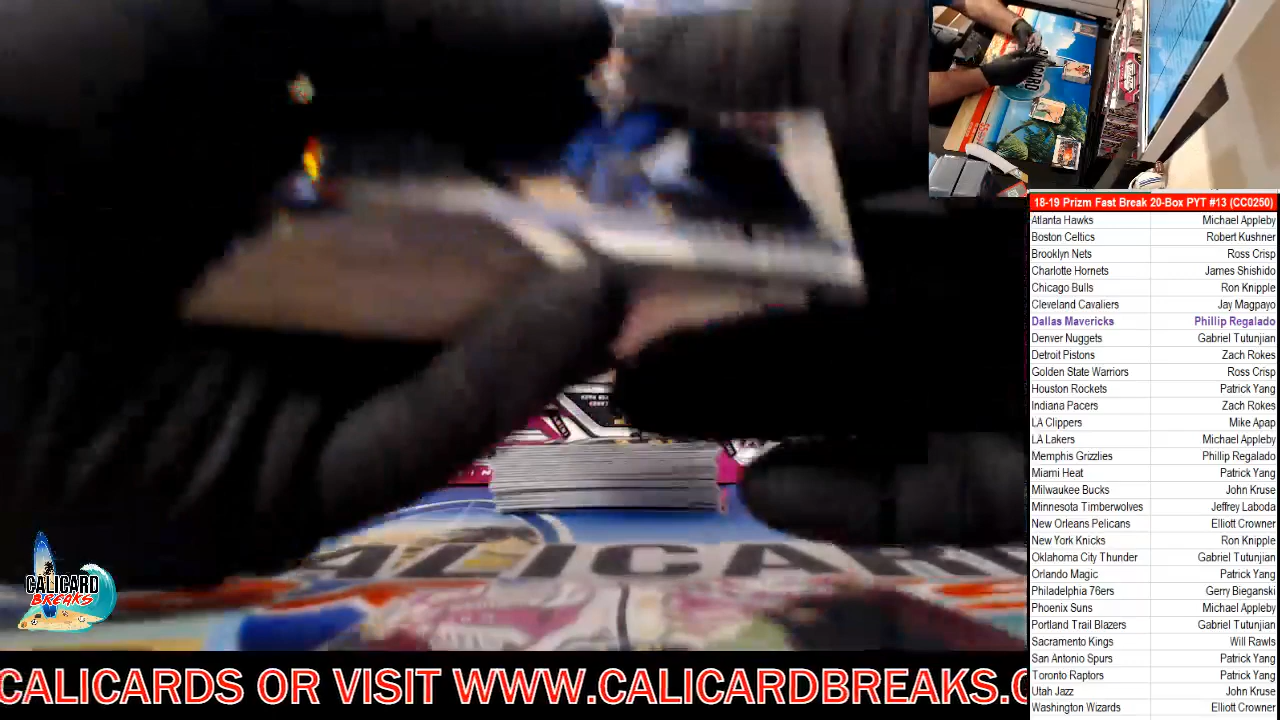 18-19 Prizm Fast Break 20-Box PYT #13 (CC0250)
Atlanta Hawks Michael Appleby
Boston Celtics Robert Kushner
Brooklyn Nets Ross Crisp
Charlotte Hornets James Shishido
Chicago Bulls Ron Knipple
Cleveland Cavaliers Jay Magpayo
Dallas Mavericks Phillip Regalado
Denver Nuggets Gabriel Tutunjian
Detroit Pistons Zach Rokes
Golden State Warriors Ross Crisp
Houston Rockets Patrick Yang
Indiana Pacers Zach Rokes
LA Clippers Mike Apap
LA Lakers Michael Appleby
Memphis Grizzlies Phillip Regalado
Miami Heat Patrick Yang
Milwaukee Bucks John Kruse
Minnesota Timberwolves Jeffrey Laboda
New Orleans Pelicans Elliott Crowner
New York Knicks Ron Knipple
Oklahoma City Thunder Gabriel Tutunjian
Orlando Magic Patrick Yang
Philadelphia 76ers Gerry Bieganski
Phoenix Suns Michael Appleby
Portland Trail Blazers Gabriel Tutunjian
Sacramento Kings Will Rawls
San Antonio Spurs Patrick Yang
Toronto Raptors Patrick Yang
Utah Jazz John Kruse
Washington Wizards Elliott Crowner
ALICAR
CALICARD
BREAKS
CALICARDS OR VISIT WWW.CALICARDBREAKS.C